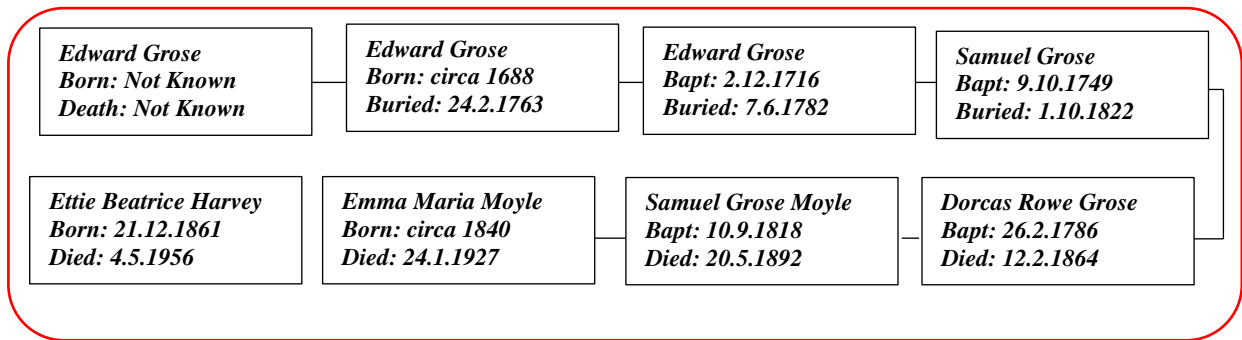 Edward Grose
Born: Not Known
Death: Not Known
Edward Grose
Born: circa 1688
Buried: 24.2.1763
Edward Grose
Bapt: 2.12.1716
Buried: 7.6.1782
Samuel Grose
Bapt: 9.10.1749
Buried: 1.10.1822
Ettie Beatrice Harvey
Born: 21.12.1861
Died: 4.5.1956
Emma Maria Moyle
Born: circa 1840
Died: 24.1.1927
Samuel Grose Moyle
Bapt: 10.9.1818
Died: 20.5.1892
Dorcas Rowe Grose
Bapt: 26.2.1786
Died: 12.2.1864